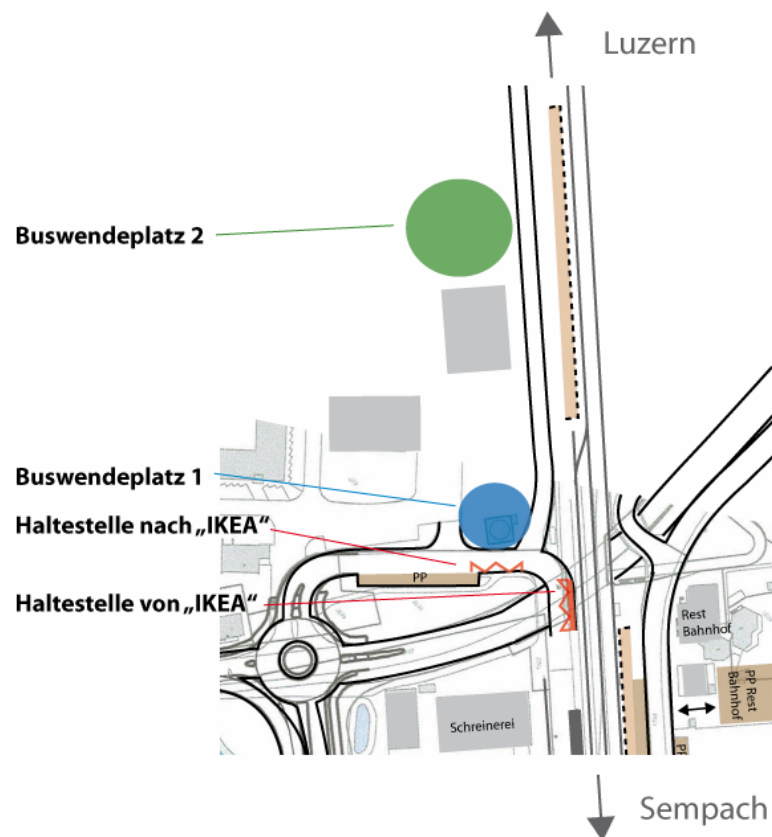 Luzern
Buswendeplatz 2
Buswendeplatz 1
Haltestelle nach „IKEA“
PP
Haltestelle von „IKEA“
Rest
Bahnhof
PP Rest
Bahnhof
Schreinerei
PP
Sempach